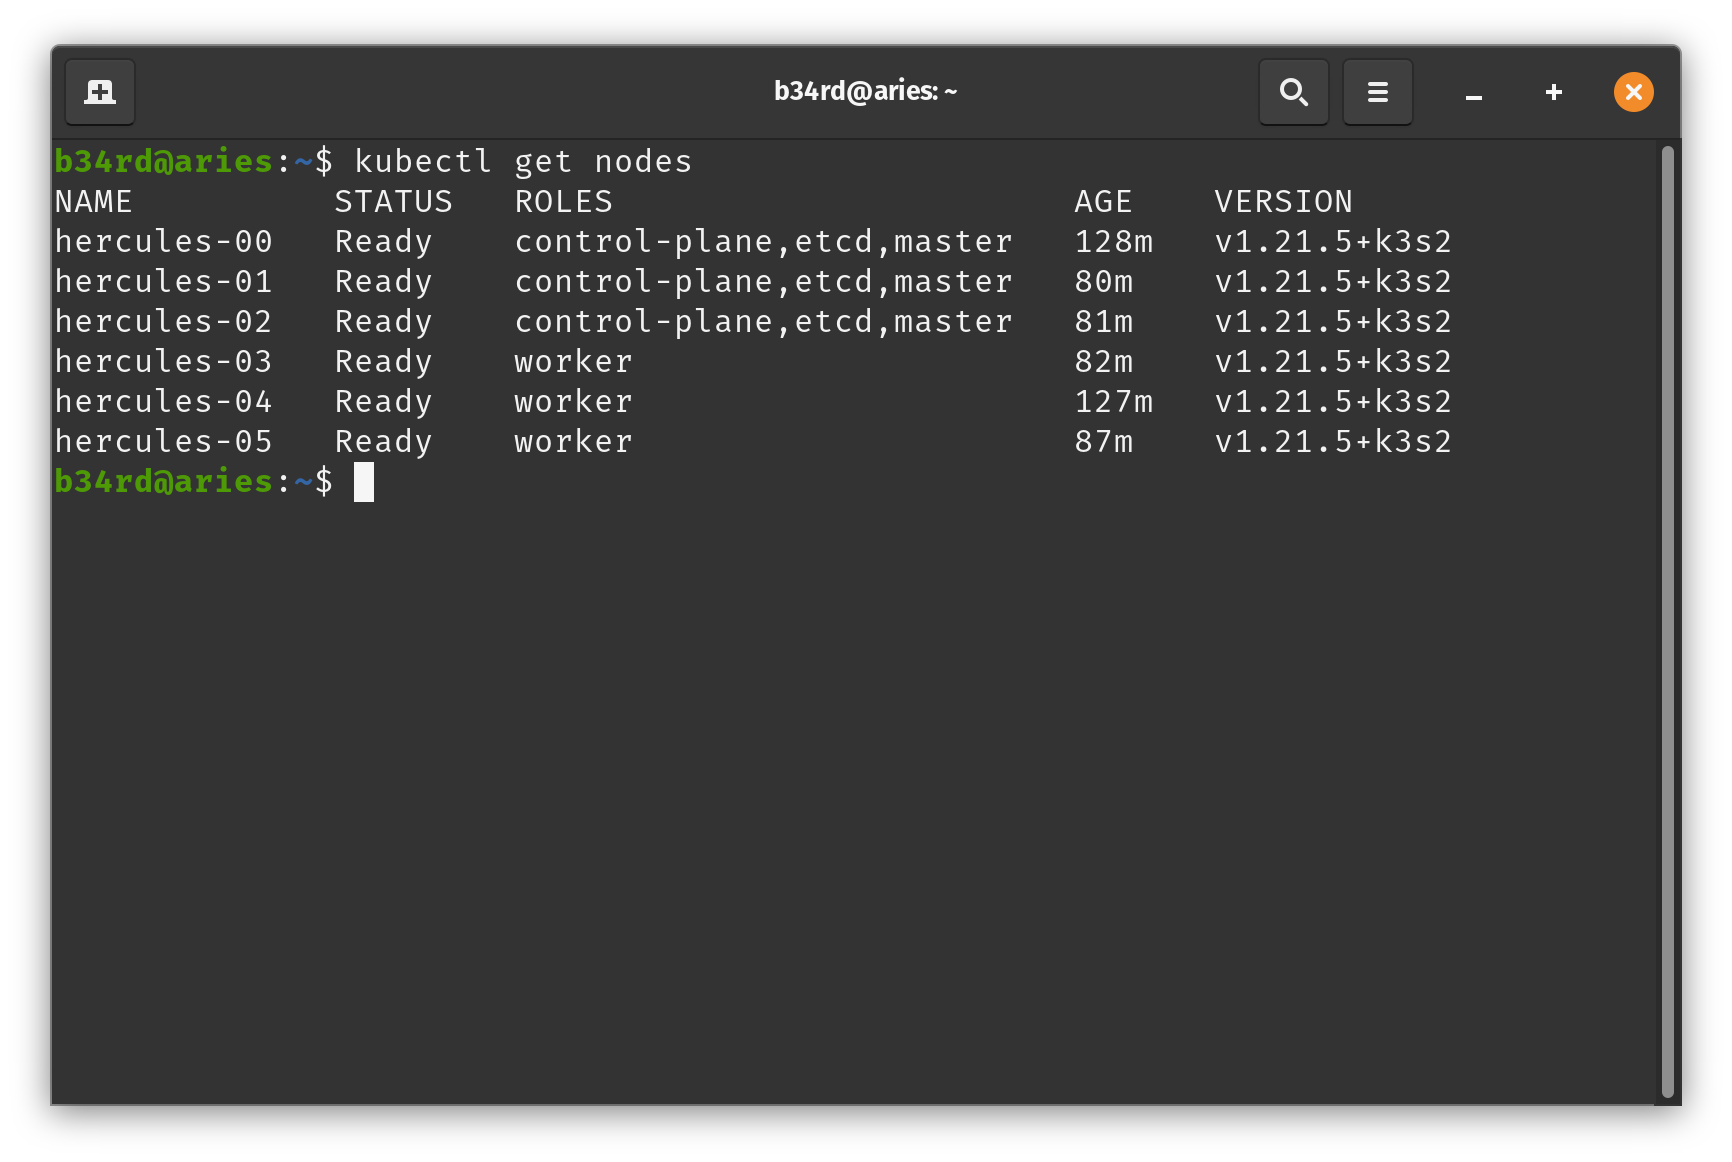 b34rd@aries: ~
b34rd@aries:~$ kubectl get nodes
NAME          STATUS   ROLES                       AGE    VERSION
hercules-00   Ready    control-plane,etcd,master   128m   v1.21.5+k3s2
hercules-01   Ready    control-plane,etcd,master   80m    v1.21.5+k3s2
hercules-02   Ready    control-plane,etcd,master   81m    v1.21.5+k3s2
hercules-03   Ready    worker                      82m    v1.21.5+k3s2
hercules-04   Ready    worker                      127m   v1.21.5+k3s2
hercules-05   Ready    worker                      87m    v1.21.5+k3s2
b34rd@aries:~$